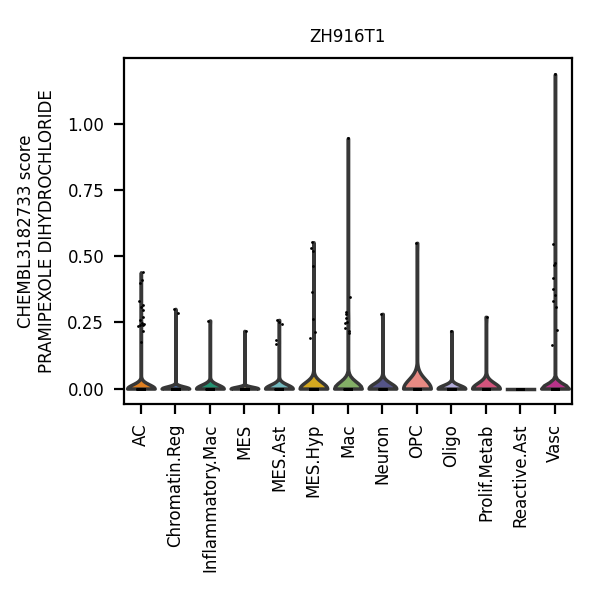 ZH916T1
CHEMBL3182733 score
PRAMIPEXOLE DIHYDROCHLORIDE
1.00
0.75
0.50
0.25
0.00
AC
Chromatin.Reg
Inflammatory.Mac
MES
MES.Ast
MES.Hyp
Mac
Neuron
OPC
Oligo
Prolif.Metab
Reactive.Ast
Vasc